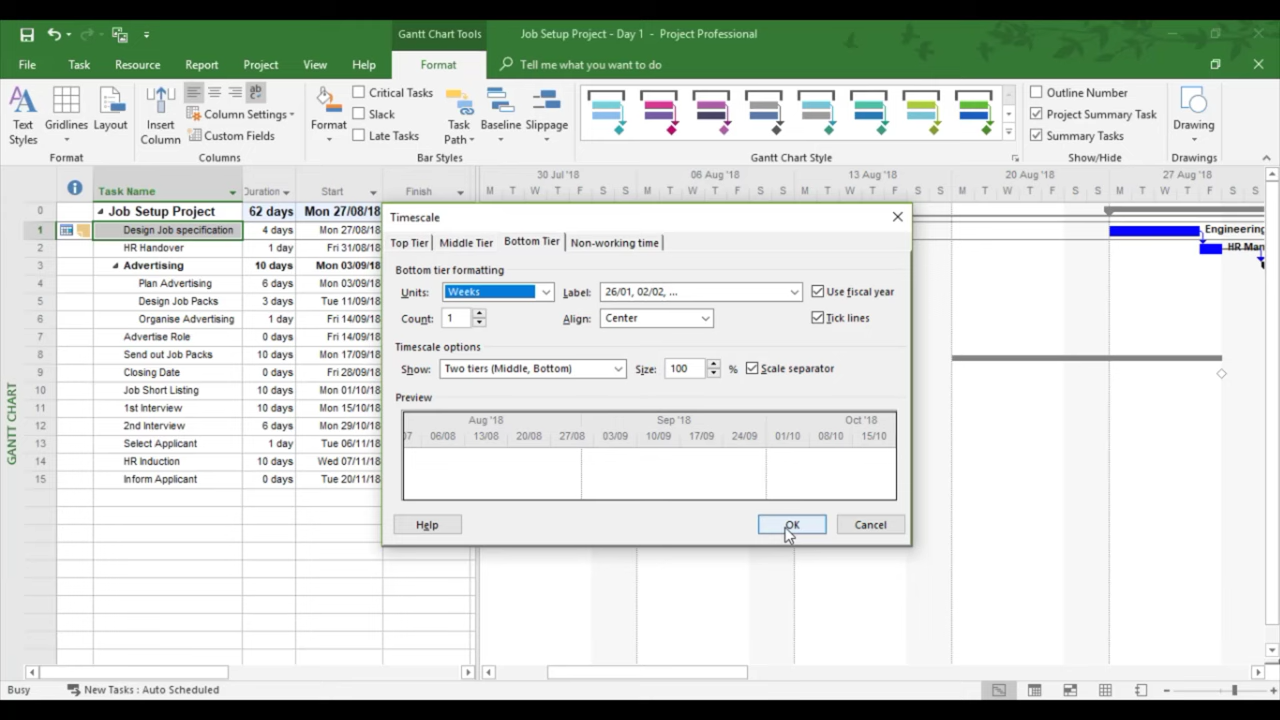 Gantt Chart Tools
Job Setup Project - Day 1 - Project Professional
File Task Resource Report Project View Help Format Tell me what you want to do
Text Styles
Gridlines
Layout
Format
Insert Column
Column Settings
Custom Fields
Columns
Format
Critical Tasks
Slack
Late Tasks
Task Path
Baseline
Slippage
Bar Styles
Gantt Chart Style
Outline Number
Project Summary Task
Summary Tasks
Show/Hide
Drawing
Drawings
Task Name Duration Start Finish
30 Jul '18 06 Aug '18 13 Aug '18 20 Aug '18 27 Aug '18
M T W T F S S M T W T F S S M T W T F S S M T W T F S S M T W T F S S
0 Job Setup Project 62 days Mon 27/08/18
1 Design Job specification 4 days Mon 27/08/18
Engineering
2 HR Handover 1 day Fri 31/08/18
HR Man
3 Advertising 10 days Mon 03/09/18
4 Plan Advertising 6 days Mon 03/09/18
5 Design Job Packs 3 days Tue 11/09/18
6 Organise Advertising 1 day Fri 14/09/18
7 Advertise Role 0 days Fri 14/09/18
8 Send out Job Packs 10 days Mon 17/09/18
9 Closing Date 0 days Fri 28/09/18
10 Job Short Listing 10 days Mon 01/10/18
11 1st Interview 10 days Mon 15/10/18
12 2nd Interview 6 days Mon 29/10/18
13 Select Applicant 1 day Tue 06/11/18
14 HR Induction 10 days Wed 07/11/18
15 Inform Applicant 0 days Tue 20/11/18
GANTT CHART
Timescale
Top Tier Middle Tier Bottom Tier Non-working time
Bottom tier formatting
Units: Weeks Label: 26/01, 02/02, ... Use fiscal year
Count: 1 Align: Center Tick lines
Timescale options
Show: Two tiers (Middle, Bottom) Size: 100 % Scale separator
Preview
Aug '18 Sep '18 Oct '18
07 06/08 13/08 20/08 27/08 03/09 10/09 17/09 24/09 01/10 08/10 15/10
Help OK Cancel
Busy New Tasks : Auto Scheduled